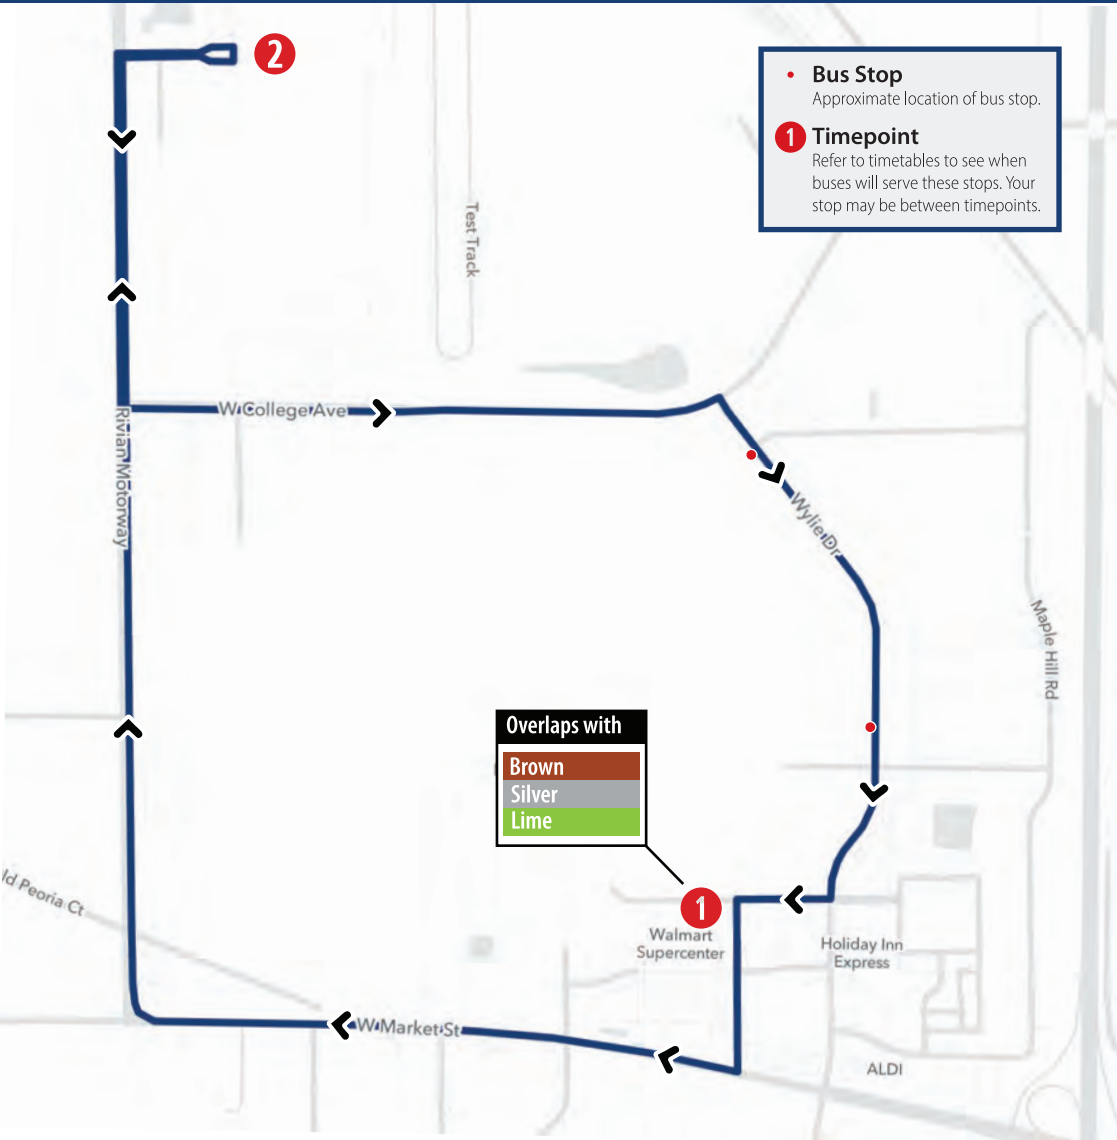 2
Bus Stop
Approximate location of bus stop.
1 Timepoint
Refer to timetables to see when
buses will serve these stops. Your
stop may be between timepoints.
Test Track
W College Ave
Rivian Motorway
Wylie Dr
Maple Hill Rd
Overlaps with
Brown
Silver
Lime
ld Peoria Ct
1
Walmart
Supercenter
Holiday Inn
Express
W Market St
ALDI